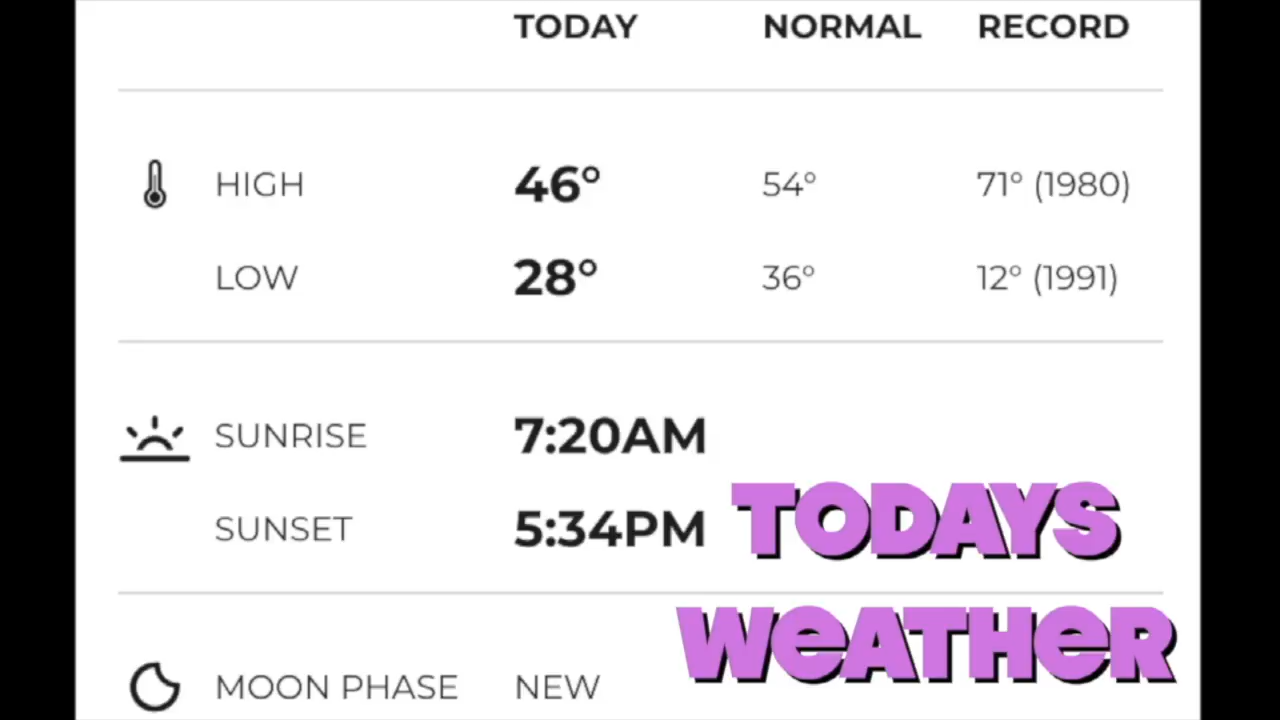 TODAY NORMAL RECORD
HIGH 46° 54° 71° (1980)
LOW 28° 36° 12° (1991)
SUNRISE 7:20AM
SUNSET 5:34PM
TODAYS
WeATHeR
MOON PHASE NEW